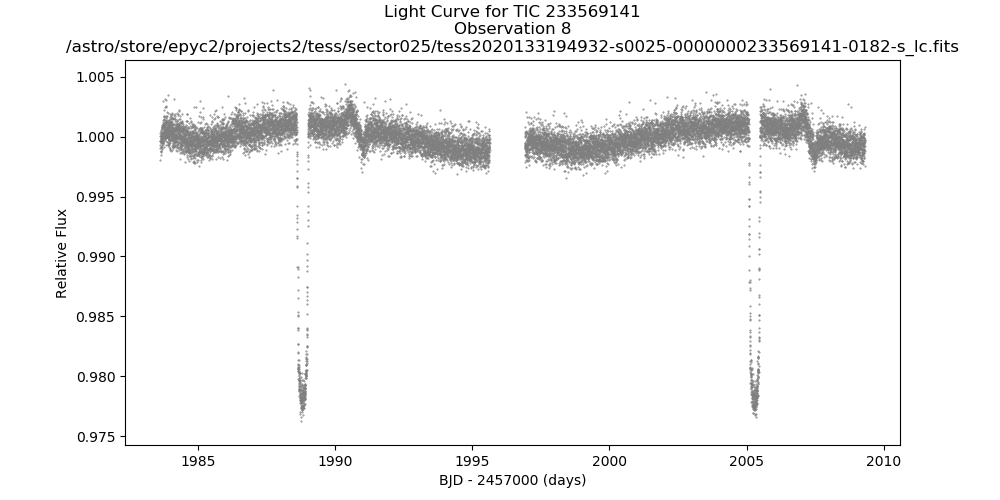 Light Curve for TIC 233569141
Observation 8
/astro/store/epyc2/projects2/tess/sector025/tess2020133194932-s0025-0000000233569141-0182-s_lc.fits
1.005
1.000
0.995
0.990
0.985
0.980
0.975
Relative Flux
1985
1990
1995
2000
2005
2010
BJD - 2457000 (days)